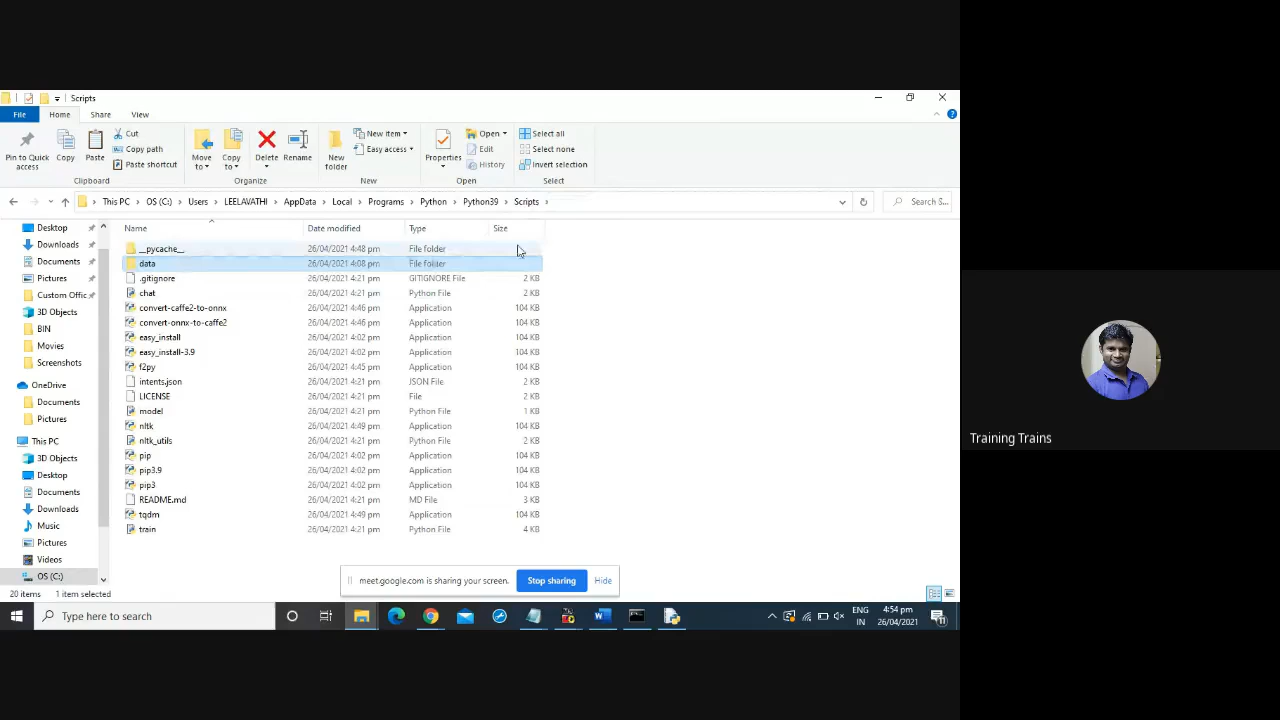 Scripts
File Home Share View
Pin to Quick access
Copy
Paste
Cut
Copy path
Paste shortcut
Clipboard
Move to
Copy to
Delete
Rename
Organize
New folder
New item
Easy access
New
Properties
Open
Edit
History
Open
Select all
Select none
Invert selection
Select
This PC > OS (C:) > Users > LEELAVATHI > AppData > Local > Programs > Python > Python39 > Scripts >
Search S...
Desktop
Downloads
Documents
Pictures
Custom Offic
3D Objects
BIN
Movies
Screenshots
OneDrive
Documents
Pictures
This PC
3D Objects
Desktop
Documents
Downloads
Music
Pictures
Videos
OS (C:)
Name Date modified Type Size
__pycache__ 26/04/2021 4:48 pm File folder
data 26/04/2021 4:08 pm File folder
.gitignore 26/04/2021 4:21 pm GITIGNORE File 2 KB
chat 26/04/2021 4:21 pm Python File 2 KB
convert-caffe2-to-onnx 26/04/2021 4:46 pm Application 104 KB
convert-onnx-to-caffe2 26/04/2021 4:46 pm Application 104 KB
easy_install 26/04/2021 4:02 pm Application 104 KB
easy_install-3.9 26/04/2021 4:02 pm Application 104 KB
f2py 26/04/2021 4:45 pm Application 104 KB
intents.json 26/04/2021 4:21 pm JSON File 2 KB
LICENSE 26/04/2021 4:21 pm File 2 KB
model 26/04/2021 4:21 pm Python File 1 KB
nltk 26/04/2021 4:49 pm Application 104 KB
nltk_utils 26/04/2021 4:21 pm Python File 2 KB
pip 26/04/2021 4:02 pm Application 104 KB
pip3.9 26/04/2021 4:02 pm Application 104 KB
pip3 26/04/2021 4:02 pm Application 104 KB
README.md 26/04/2021 4:21 pm MD File 3 KB
tqdm 26/04/2021 4:49 pm Application 104 KB
train 26/04/2021 4:21 pm Python File 4 KB
meet.google.com is sharing your screen. Stop sharing Hide
20 items 1 item selected
Type here to search
ENG
IN
4:54 pm
26/04/2021
11
Training Trains